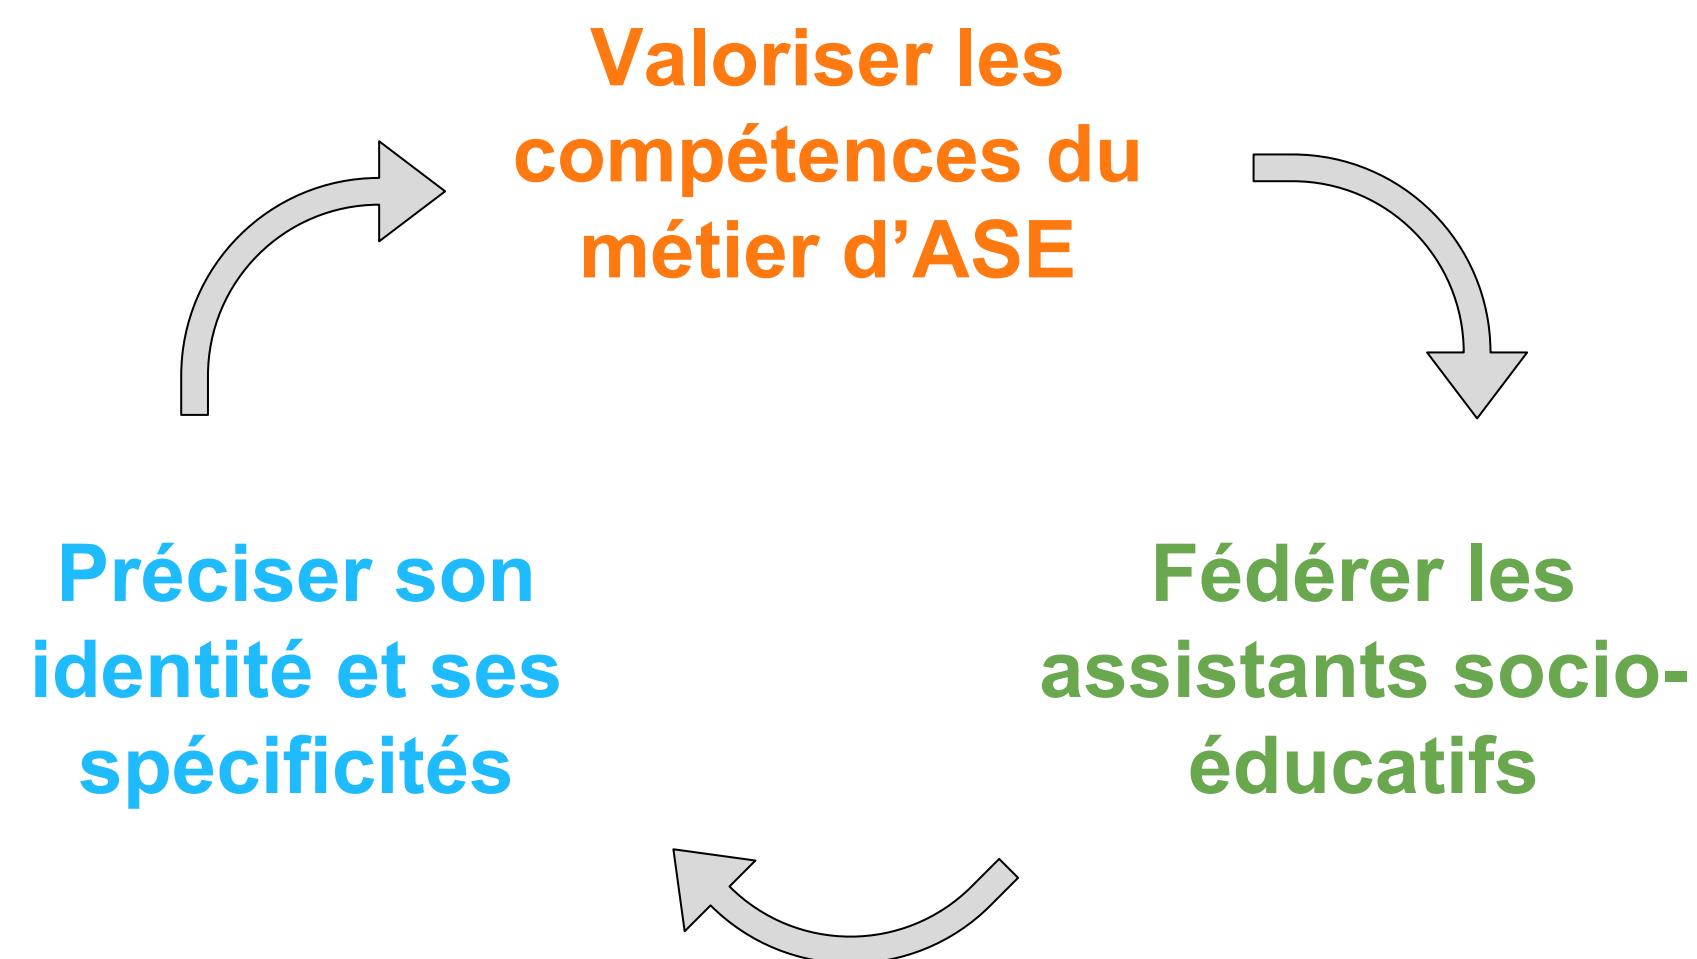 Valoriser les
compétences du
métier d’ASE
Préciser son
identité et ses
spécificités
Fédérer les
assistants socio-
éducatifs